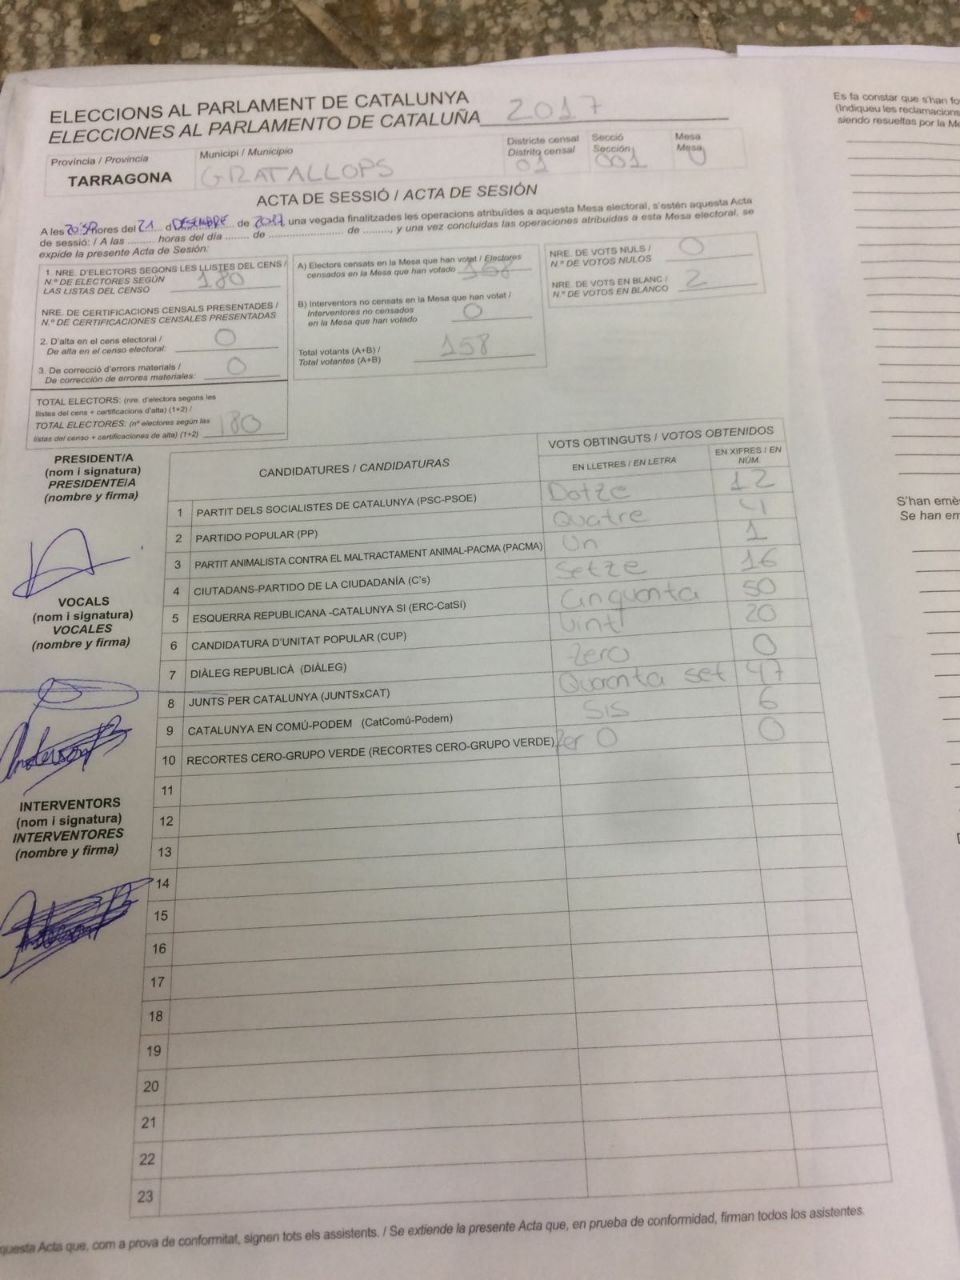 ELECCIONS AL PARLAMENT DE CATALUNYA
ELECCIONES AL PARLAMENTO DE CATALUÑA 2017
Província / Provincia
TARRAGONA
Municipi / Municipio
GRATALLOPS
Districte censal
Distrito censal
01
Secció
Sección
001
Mesa
Mesa
U
ACTA DE SESSIÓ / ACTA DE SESIÓN
A les hores del 21 d DESEMBRE de 2017 una vegada finalitzades les operacions atribuïdes a aquesta Mesa electoral, s'estén aquesta Acta
de sessió: / A las .......... horas del día ........ de ........................ de ........, y una vez concluidas las operaciones atribuidas a esta Mesa electoral, se
expide la presente Acta de Sesión:
1. NRE. D'ELECTORS SEGONS LES LLISTES DEL CENS /
N.º DE ELECTORES SEGÚN
LAS LISTAS DEL CENSO 180
NRE. DE CERTIFICACIONS CENSALS PRESENTADES /
N.º DE CERTIFICACIONES CENSALES PRESENTADAS
2. D'alta en el cens electoral /
De alta en el censo electoral: 0
3. De correcció d'errors materials /
De corrección de errores materiales: 0
TOTAL ELECTORS: (nre. d'electors segons les
llistes del cens + certificacions d'alta) (1+2) /
TOTAL ELECTORES: (nº electores según las
listas del censo + certificaciones de alta) (1+2) 180
A) Electors censats en la Mesa que han votat / Electores
censados en la Mesa que han votado 158
B) Interventors no censats en la Mesa que han votat /
Interventores no censados
en la Mesa que han votado 0
Total votants (A+B) /
Total votantes (A+B) 158
NRE. DE VOTS NULS /
N.º DE VOTOS NULOS 0
NRE. DE VOTS EN BLANC /
N.º DE VOTOS EN BLANCO 2
PRESIDENT/A
(nom i signatura)
PRESIDENTE/A
(nombre y firma)
VOCALS
(nom i signatura)
VOCALES
(nombre y firma)
INTERVENTORS
(nom i signatura)
INTERVENTORES
(nombre y firma)
CANDIDATURES / CANDIDATURAS
VOTS OBTINGUTS / VOTOS OBTENIDOS
EN LLETRES / EN LETRA
EN XIFRES / EN NÚM.
1 PARTIT DELS SOCIALISTES DE CATALUNYA (PSC-PSOE) Dotze 12
2 PARTIDO POPULAR (PP) Quatre 4
3 PARTIT ANIMALISTA CONTRA EL MALTRACTAMENT ANIMAL-PACMA (PACMA) Un 1
4 CIUTADANS-PARTIDO DE LA CIUDADANÍA (C's) Setze 16
5 ESQUERRA REPUBLICANA -CATALUNYA SI (ERC-CatSí) Cinquanta 50
6 CANDIDATURA D'UNITAT POPULAR (CUP) Vint 20
7 DIÀLEG REPUBLICÀ (DIÀLEG) Zero 0
8 JUNTS PER CATALUNYA (JUNTSxCAT) Quaranta set 47
9 CATALUNYA EN COMÚ-PODEM (CatComú-Podem) SIS 6
10 RECORTES CERO-GRUPO VERDE (RECORTES CERO-GRUPO VERDE) Zero 0
11
12
13
14
15
16
17
18
19
20
21
22
23
questa Acta que, com a prova de conformitat, signen tots els assistents. / Se extiende la presente Acta que, en prueba de conformidad, firman todos los asistentes.
Es fa constar que s'han fo
(Indiqueu les reclamacions
siendo resueltas por la Me
S'han emè
Se han em